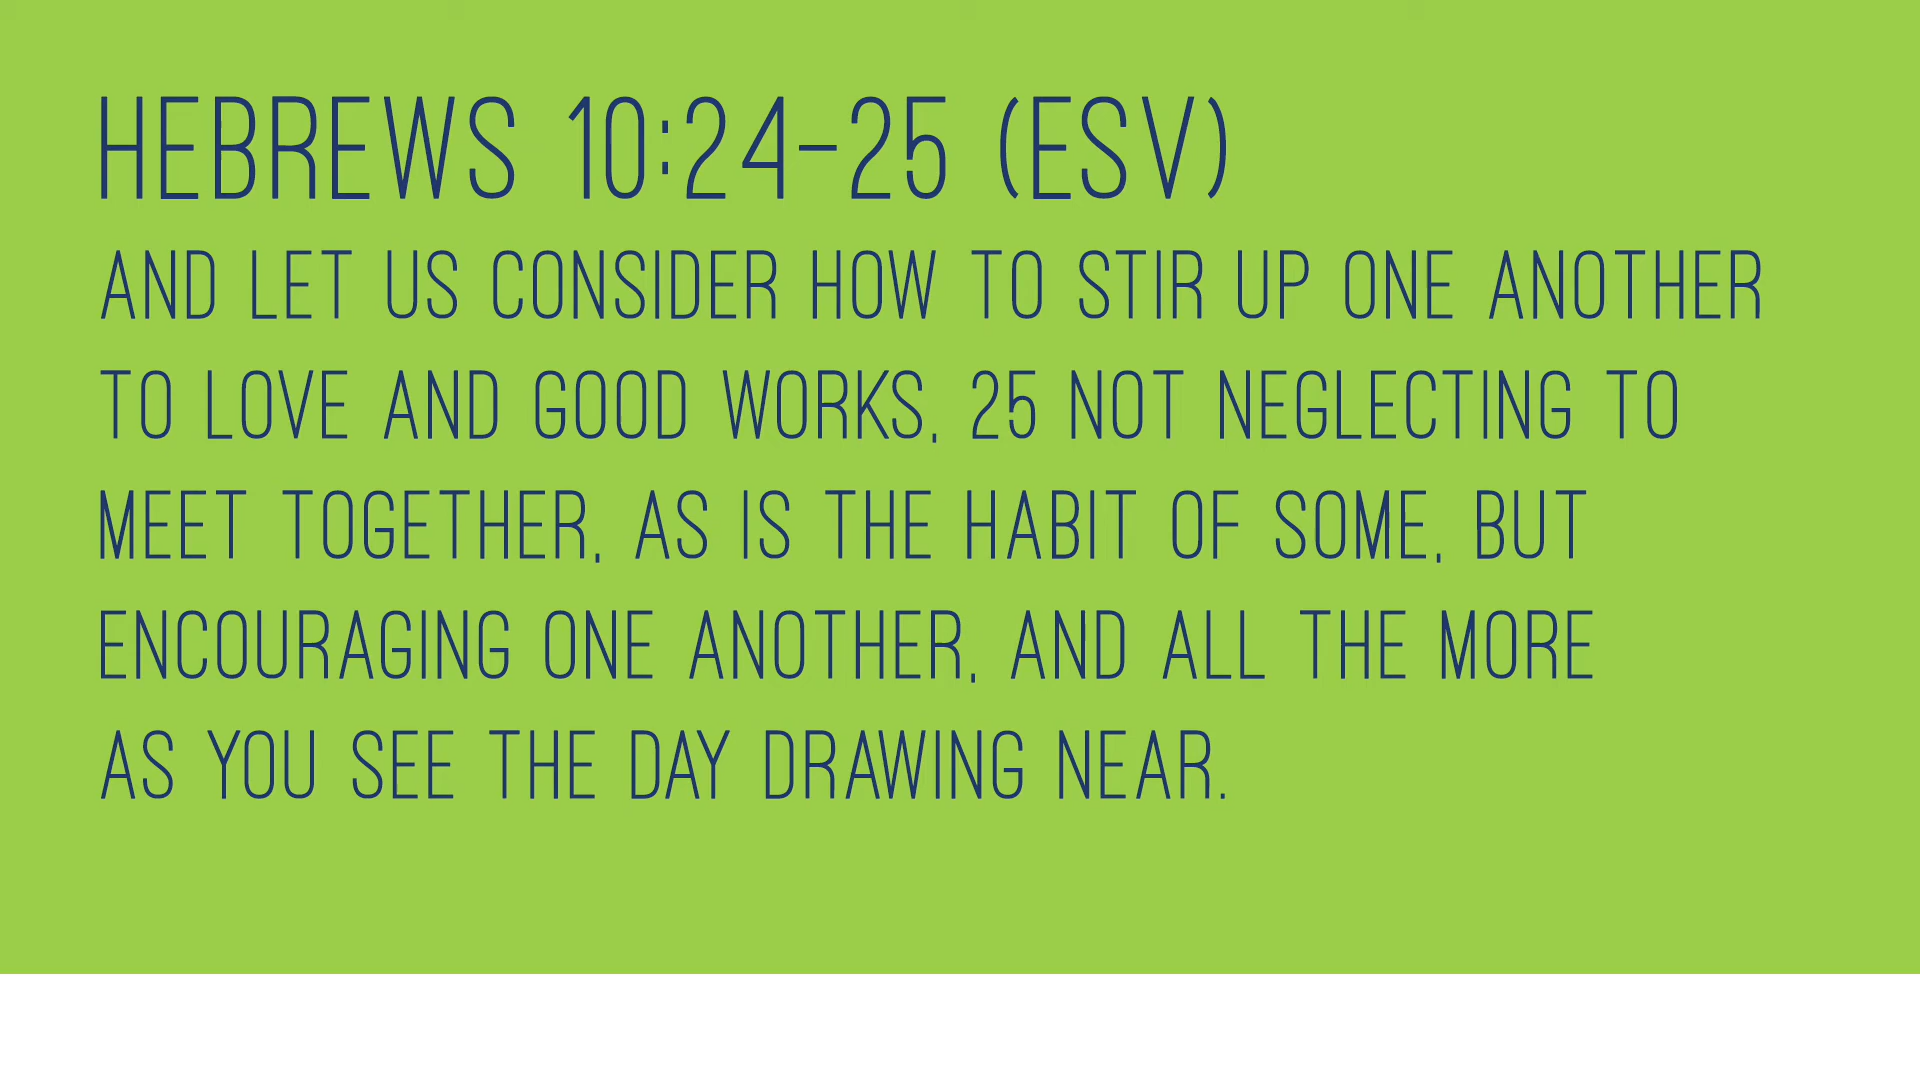 HEBREWS 10:24-25 (ESV)
AND LET US CONSIDER HOW TO STIR UP ONE ANOTHER
TO LOVE AND GOOD WORKS, 25 NOT NEGLECTING TO
MEET TOGETHER, AS IS THE HABIT OF SOME, BUT
ENCOURAGING ONE ANOTHER, AND ALL THE MORE
AS YOU SEE THE DAY DRAWING NEAR.